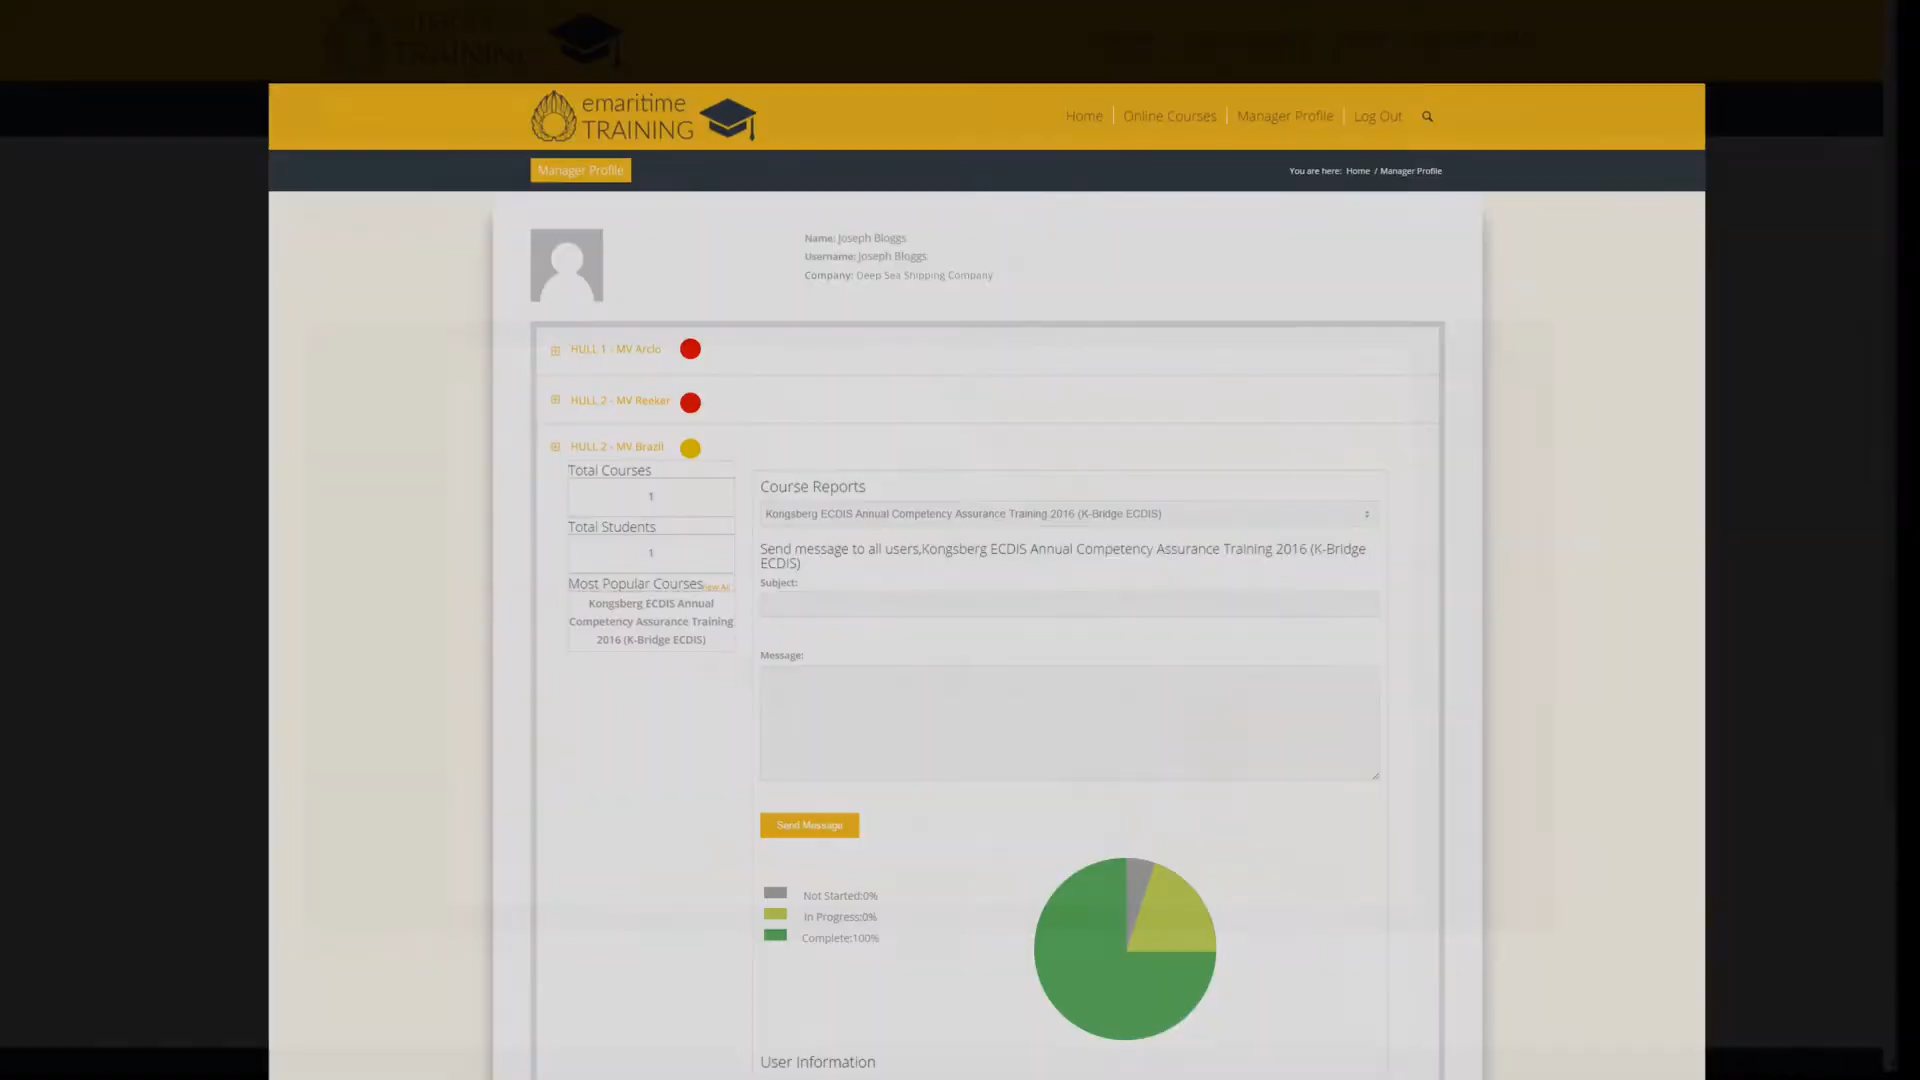 TRAINING
emaritime
TRAINING
Home
Online Courses
Manager Profile
Log Out
Manager Profile
You are here: Home / Manager Profile
Name: Joseph Bloggs
Username: Joseph Bloggs
Company: Deep Sea Shipping Company
HULL 1 - MV Arclo
HULL 2 - MV Reeker
HULL 2 - MV Brazil
Total Courses
1
Total Students
1
Most Popular Courses
Kongsberg ECDIS Annual
Competency Assurance Training
2016 (K-Bridge ECDIS)
Course Reports
Kongsberg ECDIS Annual Competency Assurance Training 2016 (K-Bridge ECDIS)
Send message to all users,Kongsberg ECDIS Annual Competency Assurance Training 2016 (K-Bridge
ECDIS)
Subject:
Message:
Send Message
Not Started:0%
In Progress:0%
Complete:100%
User Information